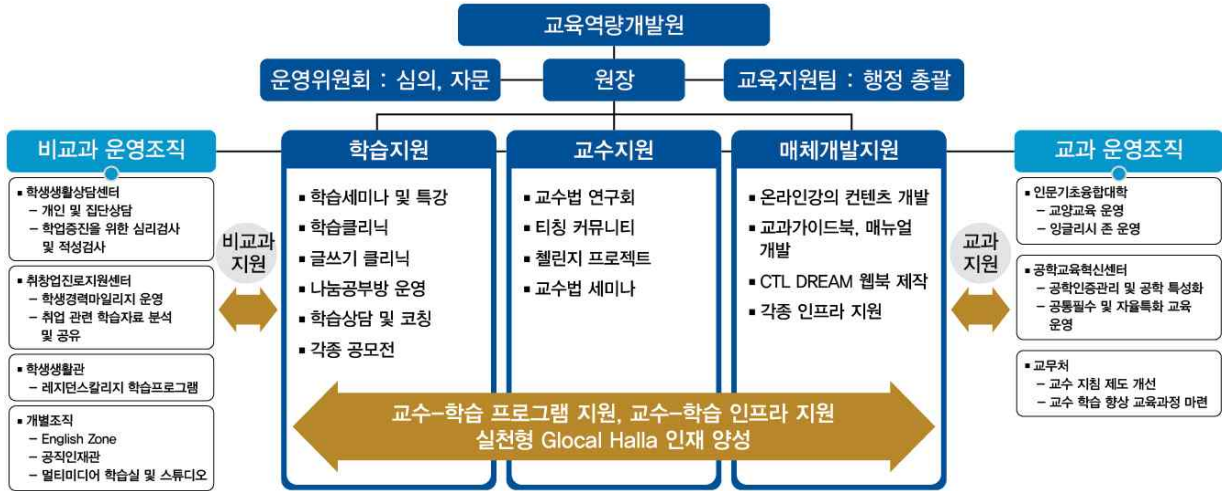 교육역량개발원
운영위원회 : 심의, 자문
원장
교육지원팀 : 행정 총괄
비교과 운영조직
▪ 학생생활상담센터
– 개인 및 집단상담
– 학업증진을 위한 심리검사
및 적성검사
▪ 취창업진로지원센터
– 학생경력마일리지 운영
– 취업 관련 학습자료 분석
및 공유
▪ 학생생활관
– 레지던스칼리지 학습프로그램
▪ 개별조직
– English Zone
– 공직인재관
– 멀티미디어 학습실 및 스튜디오
비교과
지원
학습지원
▪ 학습세미나 및 특강
▪ 학습클리닉
▪ 글쓰기 클리닉
▪ 나눔공부방 운영
▪ 학습상담 및 코칭
▪ 각종 공모전
교수지원
▪ 교수법 연구회
▪ 티칭 커뮤니티
▪ 첼린지 프로젝트
▪ 교수법 세미나
매체개발지원
▪ 온라인강의 컨텐츠 개발
▪ 교과가이드북, 매뉴얼
개발
▪ CTL DREAM 웹북 제작
▪ 각종 인프라 지원
교수–학습 프로그램 지원, 교수–학습 인프라 지원
실천형 Glocal Halla 인재 양성
교과
지원
교과 운영조직
▪ 인문기초융합대학
– 교양교육 운영
– 잉글리시 존 운영
▪ 공학교육혁신센터
– 공학인증관리 및 공학 특성화
– 공통필수 및 자율특화 교육
운영
▪ 교무처
– 교수 지침 제도 개선
– 교수 학습 향상 교육과정 마련